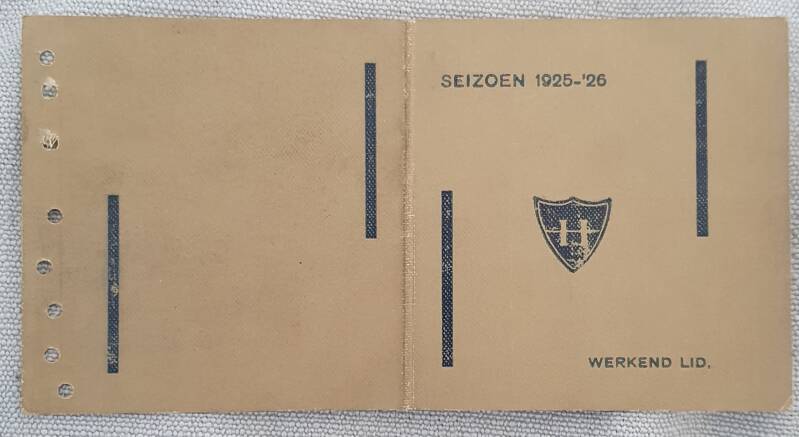 SEIZOEN 1925-'26
H
WERKEND LID.